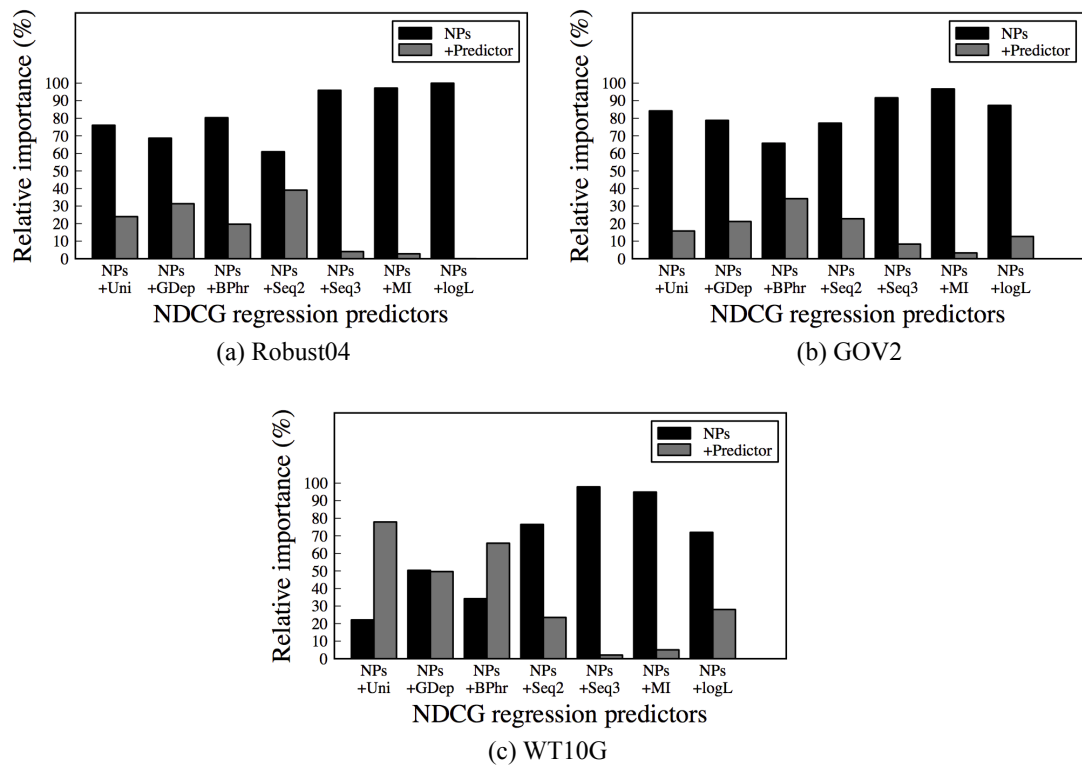 Relative importance (%)
NPs
+Predictor
100
90
80
70
60
50
40
30
20
10
0
NPs NPs NPs NPs NPs NPs NPs
+Uni +GDep +BPhr +Seq2 +Seq3 +MI +logL
NDCG regression predictors
(a) Robust04
Relative importance (%)
NPs
+Predictor
100
90
80
70
60
50
40
30
20
10
0
NPs NPs NPs NPs NPs NPs NPs
+Uni +GDep +BPhr +Seq2 +Seq3 +MI +logL
NDCG regression predictors
(b) GOV2
Relative importance (%)
NPs
+Predictor
100
90
80
70
60
50
40
30
20
10
0
NPs NPs NPs NPs NPs NPs NPs
+Uni +GDep +BPhr +Seq2 +Seq3 +MI +logL
NDCG regression predictors
(c) WT10G